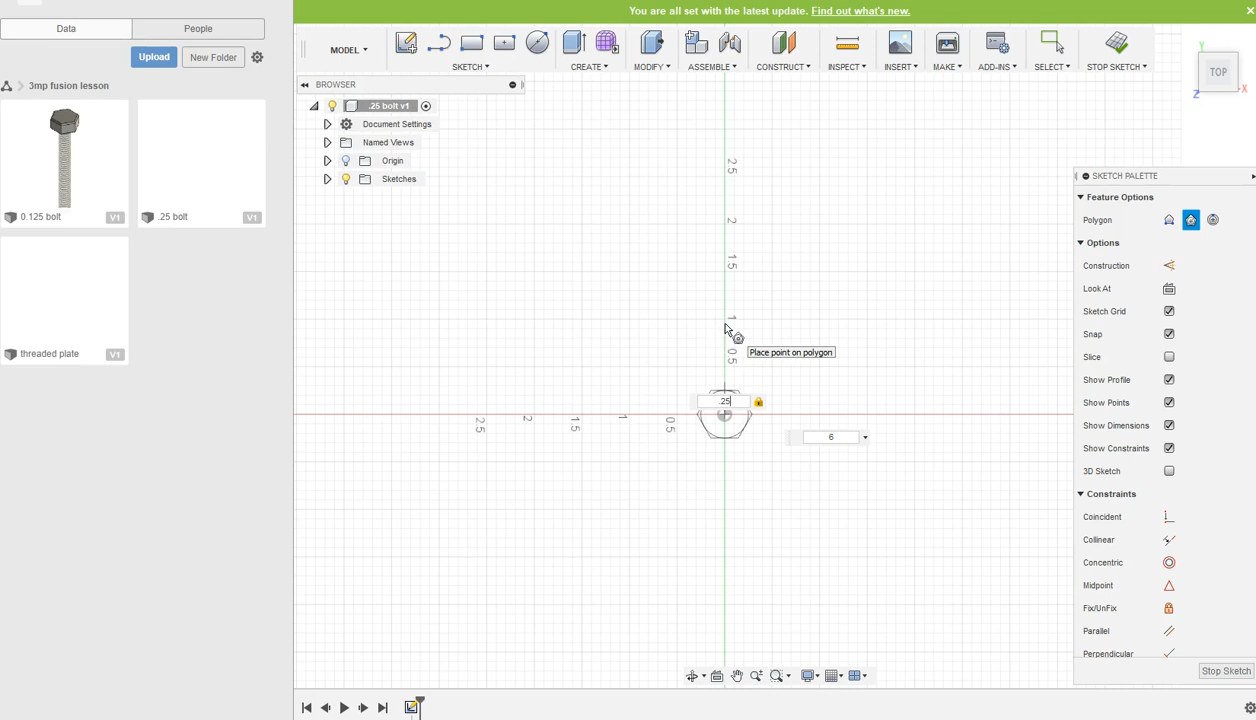 You are all set with the latest update. Find out what's new.
Data People
Upload New Folder
3mp fusion lesson
0.125 bolt V1
.25 bolt V1
threaded plate V1
MODEL
SKETCH CREATE MODIFY ASSEMBLE CONSTRUCT INSPECT INSERT MAKE ADD-INS SELECT STOP SKETCH
BROWSER
.25 bolt v1
Document Settings
Named Views
Origin
Sketches
TOP
Y
Z
X
2.5
2
1.5
1
0.5
2.5 2 1.5 1 0.5
Place point on polygon
.25
6
SKETCH PALETTE
Feature Options
Polygon
Options
Construction
Look At
Sketch Grid
Snap
Slice
Show Profile
Show Points
Show Dimensions
Show Constraints
3D Sketch
Constraints
Coincident
Collinear
Concentric
Midpoint
Fix/UnFix
Parallel
Perpendicular
Stop Sketch